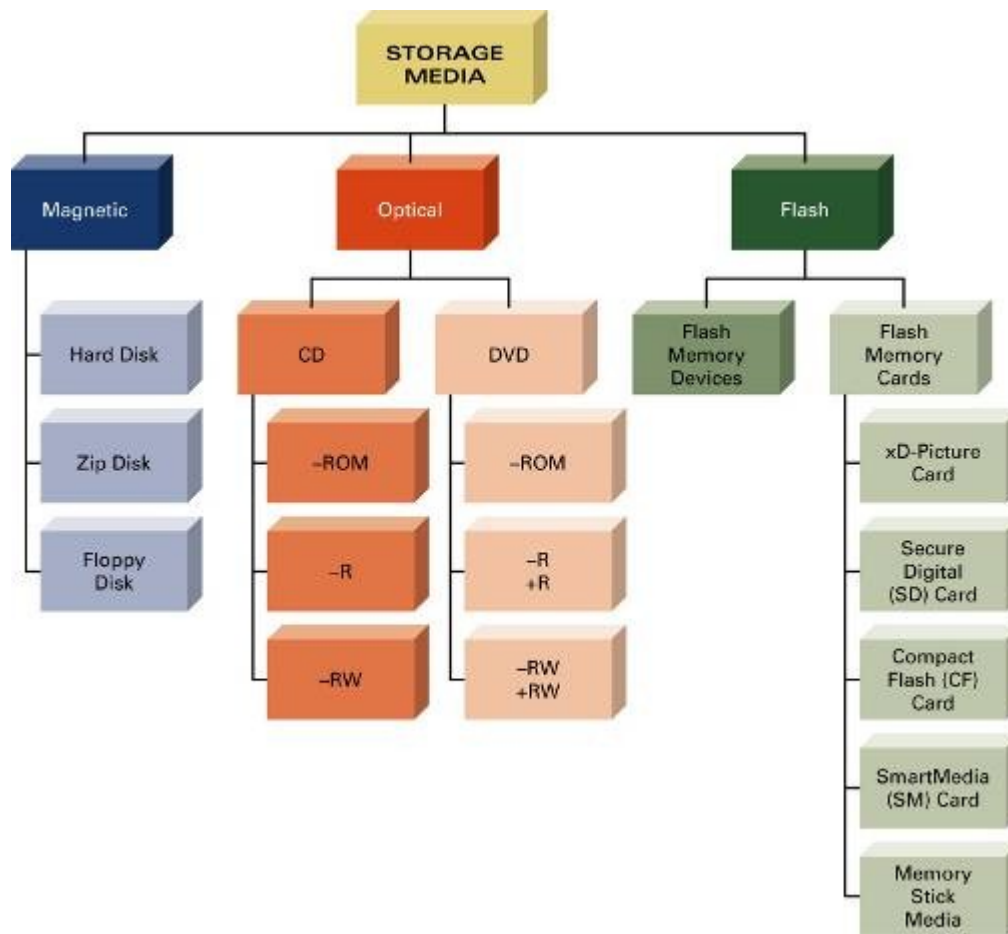 STORAGE
MEDIA
Magnetic
Optical
Flash
Hard Disk
CD
DVD
Flash
Memory
Devices
Flash
Memory
Cards
Zip Disk
–ROM
–ROM
xD-Picture
Card
Floppy
Disk
–R
–R
+R
Secure
Digital
(SD) Card
–RW
–RW
+RW
Compact
Flash (CF)
Card
SmartMedia
(SM) Card
Memory
Stick
Media